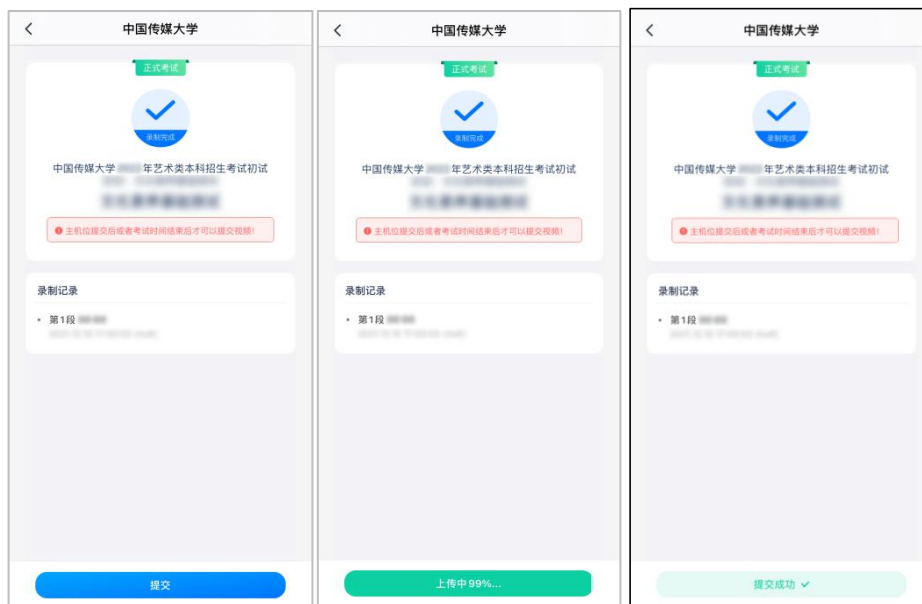 中国传媒大学
正式考试
录制完成
中国传媒大学 年艺术类本科招生考试初试
主机位提交后或者考试时间结束后才可以提交视频！
录制记录
• 第1段
提交
中国传媒大学
正式考试
录制完成
中国传媒大学 年艺术类本科招生考试初试
主机位提交后或者考试时间结束后才可以提交视频！
录制记录
• 第1段
上传中99%...
中国传媒大学
正式考试
录制完成
中国传媒大学 年艺术类本科招生考试初试
主机位提交后或者考试时间结束后才可以提交视频！
录制记录
• 第1段
提交成功 ✓